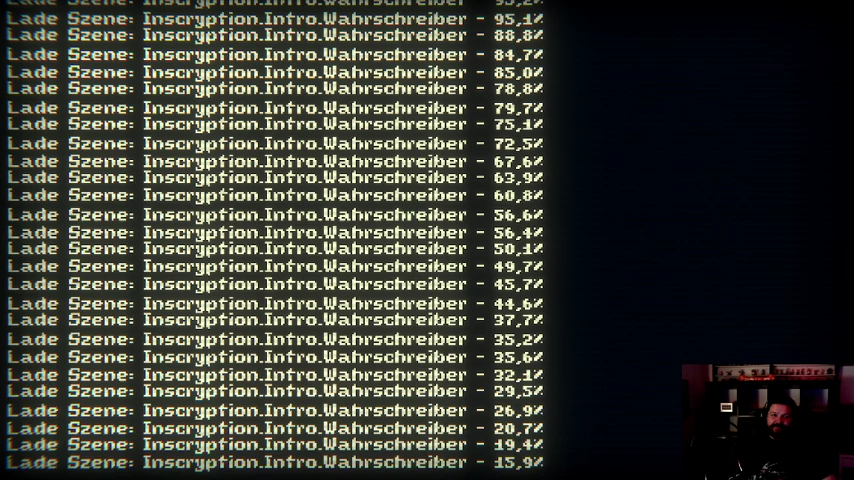 Lade Szene: Inscryption.Intro.Wahrschreiber - 95,1%
Lade Szene: Inscryption.Intro.Wahrschreiber - 88,8%
Lade Szene: Inscryption.Intro.Wahrschreiber - 84,7%
Lade Szene: Inscryption.Intro.Wahrschreiber - 85,0%
Lade Szene: Inscryption.Intro.Wahrschreiber - 78,8%
Lade Szene: Inscryption.Intro.Wahrschreiber - 79,7%
Lade Szene: Inscryption.Intro.Wahrschreiber - 75,1%
Lade Szene: Inscryption.Intro.Wahrschreiber - 72,5%
Lade Szene: Inscryption.Intro.Wahrschreiber - 67,6%
Lade Szene: Inscryption.Intro.Wahrschreiber - 63,9%
Lade Szene: Inscryption.Intro.Wahrschreiber - 60,8%
Lade Szene: Inscryption.Intro.Wahrschreiber - 56,6%
Lade Szene: Inscryption.Intro.Wahrschreiber - 56,4%
Lade Szene: Inscryption.Intro.Wahrschreiber - 50,1%
Lade Szene: Inscryption.Intro.Wahrschreiber - 49,7%
Lade Szene: Inscryption.Intro.Wahrschreiber - 45,7%
Lade Szene: Inscryption.Intro.Wahrschreiber - 44,6%
Lade Szene: Inscryption.Intro.Wahrschreiber - 37,7%
Lade Szene: Inscryption.Intro.Wahrschreiber - 35,2%
Lade Szene: Inscryption.Intro.Wahrschreiber - 35,6%
Lade Szene: Inscryption.Intro.Wahrschreiber - 32,1%
Lade Szene: Inscryption.Intro.Wahrschreiber - 29,5%
Lade Szene: Inscryption.Intro.Wahrschreiber - 26,9%
Lade Szene: Inscryption.Intro.Wahrschreiber - 20,7%
Lade Szene: Inscryption.Intro.Wahrschreiber - 19,4%
Lade Szene: Inscryption.Intro.Wahrschreiber - 15,9%